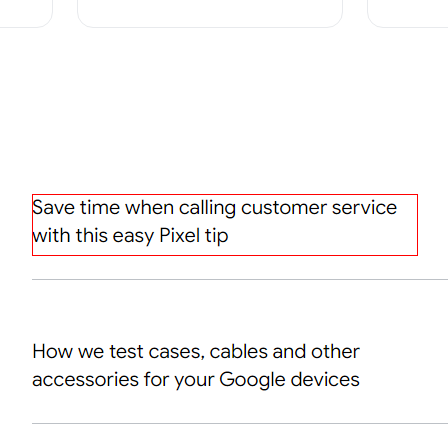 Save time when calling customer service
with this easy Pixel tip
How we test cases, cables and other
accessories for your Google devices